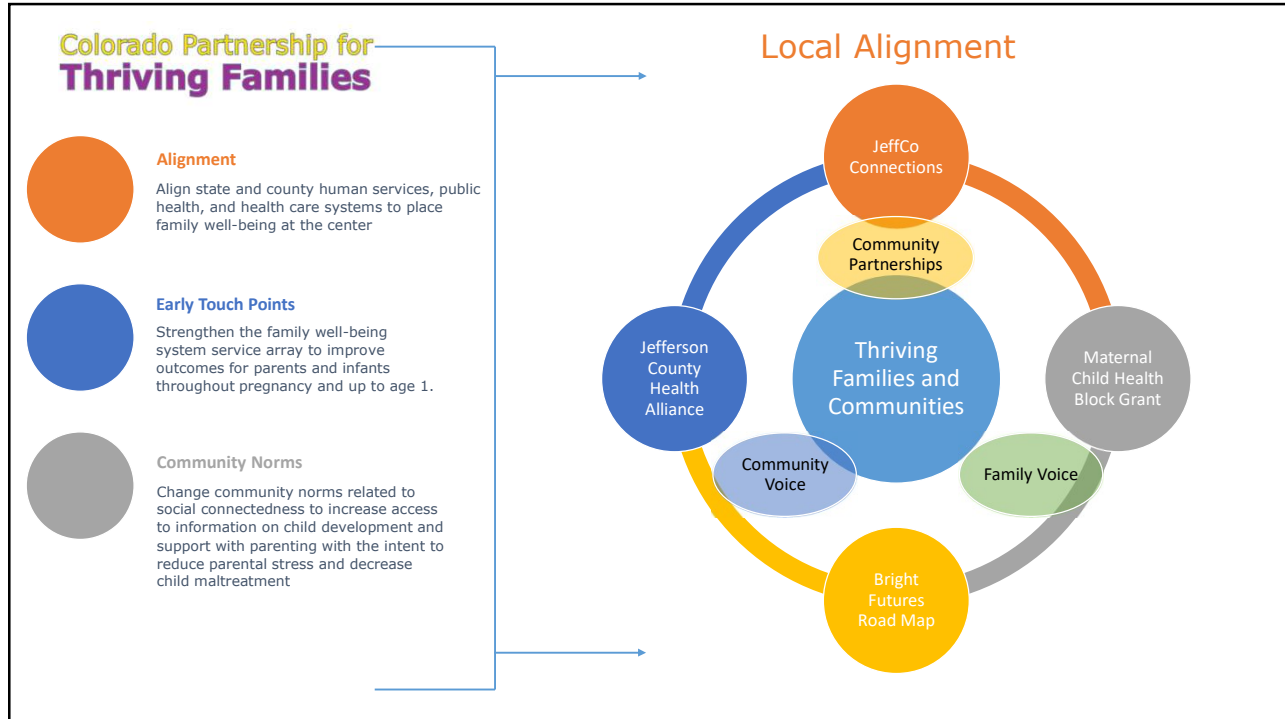 Colorado Partnership for
Thriving Families
Alignment
Align state and county human services, public
health, and health care systems to place
family well-being at the center
Early Touch Points
Strengthen the family well-being
system service array to improve
outcomes for parents and infants
throughout pregnancy and up to age 1.
Community Norms
Change community norms related to
social connectedness to increase access
to information on child development and
support with parenting with the intent to
reduce parental stress and decrease
child maltreatment
Local Alignment
JeffCo
Connections
Community
Partnerships
Jefferson
County
Health
Alliance
Thriving
Families and
Communities
Maternal
Child Health
Block Grant
Community
Voice
Family Voice
Bright
Futures
Road Map